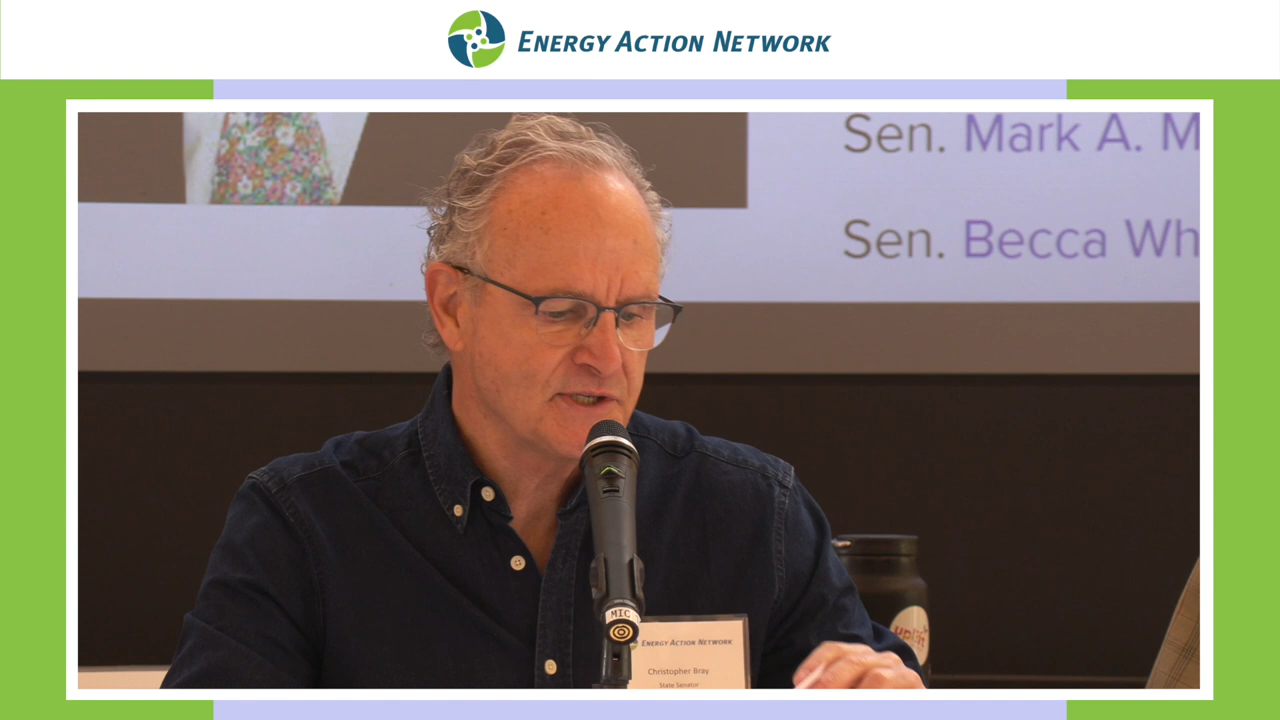 ENERGY ACTION NETWORK
Sen. Mark A. M
Sen. Becca Wh
MIC
ENERGY ACTION NETWORK
Christopher Bray
State Senator